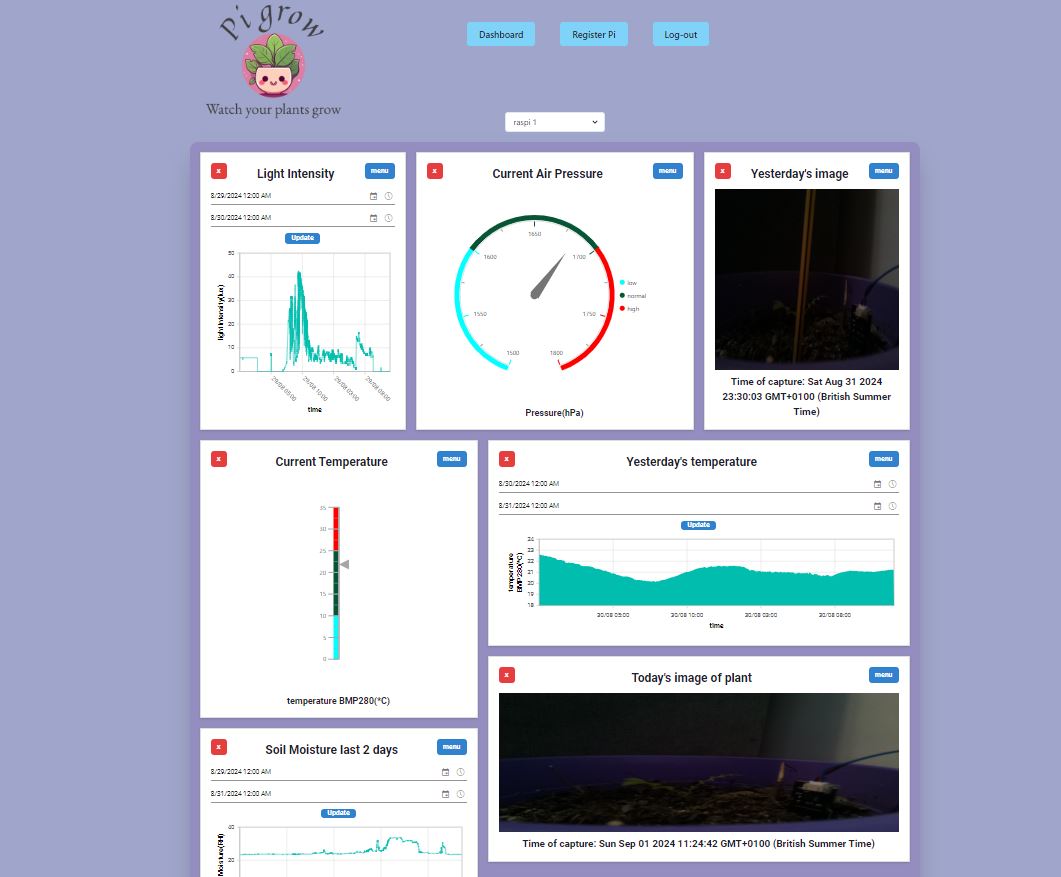 Pi grow
Watch your plants grow
Dashboard
Register Pi
Log-out
raspi 1
x
Light Intensity
menu
8/29/2024 12:00 AM
8/30/2024 12:00 AM
Update
50
40
30
20
10
0
light intensity(lux)
29/08 05:00
29/08 10:00
29/08 03:00
29/08 08:00
time
x
Current Air Pressure
menu
1500
1550
1600
1650
1700
1750
1800
low
normal
high
Pressure(hPa)
x
Yesterday's image
menu
Time of capture: Sat Aug 31 2024
23:30:03 GMT+0100 (British Summer
Time)
x
Current Temperature
menu
35
30
25
20
15
10
5
0
temperature BMP280(°C)
x
Yesterday's temperature
menu
8/30/2024 12:00 AM
8/31/2024 12:00 AM
Update
24
23
22
21
20
19
18
temperature
BMP280(°C)
30/08 05:00
30/08 10:00
30/08 03:00
30/08 08:00
time
x
Today's image of plant
menu
Time of capture: Sun Sep 01 2024 11:24:42 GMT+0100 (British Summer Time)
x
Soil Moisture last 2 days
menu
8/29/2024 12:00 AM
8/31/2024 12:00 AM
Update
40
20